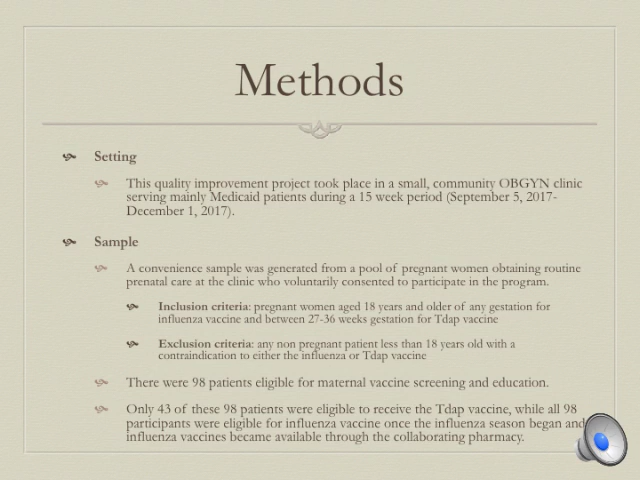 Methods
Setting
This quality improvement project took place in a small, community OBGYN clinic
serving mainly Medicaid patients during a 15 week period (September 5, 2017-
December 1, 2017).
Sample
A convenience sample was generated from a pool of pregnant women obtaining routine
prenatal care at the clinic who voluntarily consented to participate in the program.
Inclusion criteria: pregnant women aged 18 years and older of any gestation for
influenza vaccine and between 27-36 weeks gestation for Tdap vaccine
Exclusion criteria: any non pregnant patient less than 18 years old with a
contraindication to either the influenza or Tdap vaccine
There were 98 patients eligible for maternal vaccine screening and education.
Only 43 of these 98 patients were eligible to receive the Tdap vaccine, while all 98
participants were eligible for influenza vaccine once the influenza season began and
influenza vaccines became available through the collaborating pharmacy.